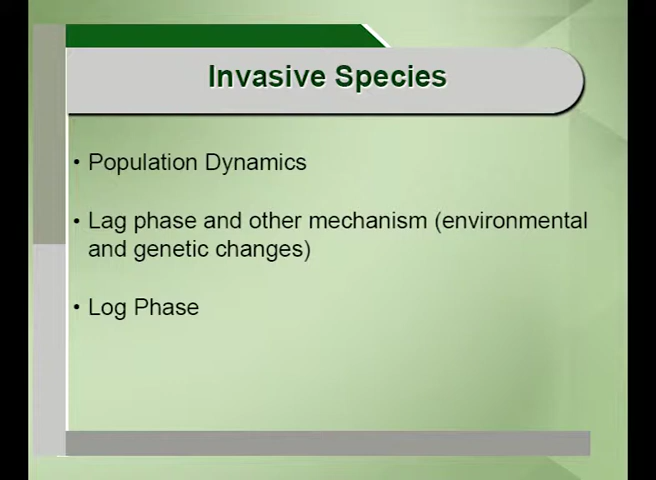 Invasive Species
• Population Dynamics
• Lag phase and other mechanism (environmental
and genetic changes)
• Log Phase